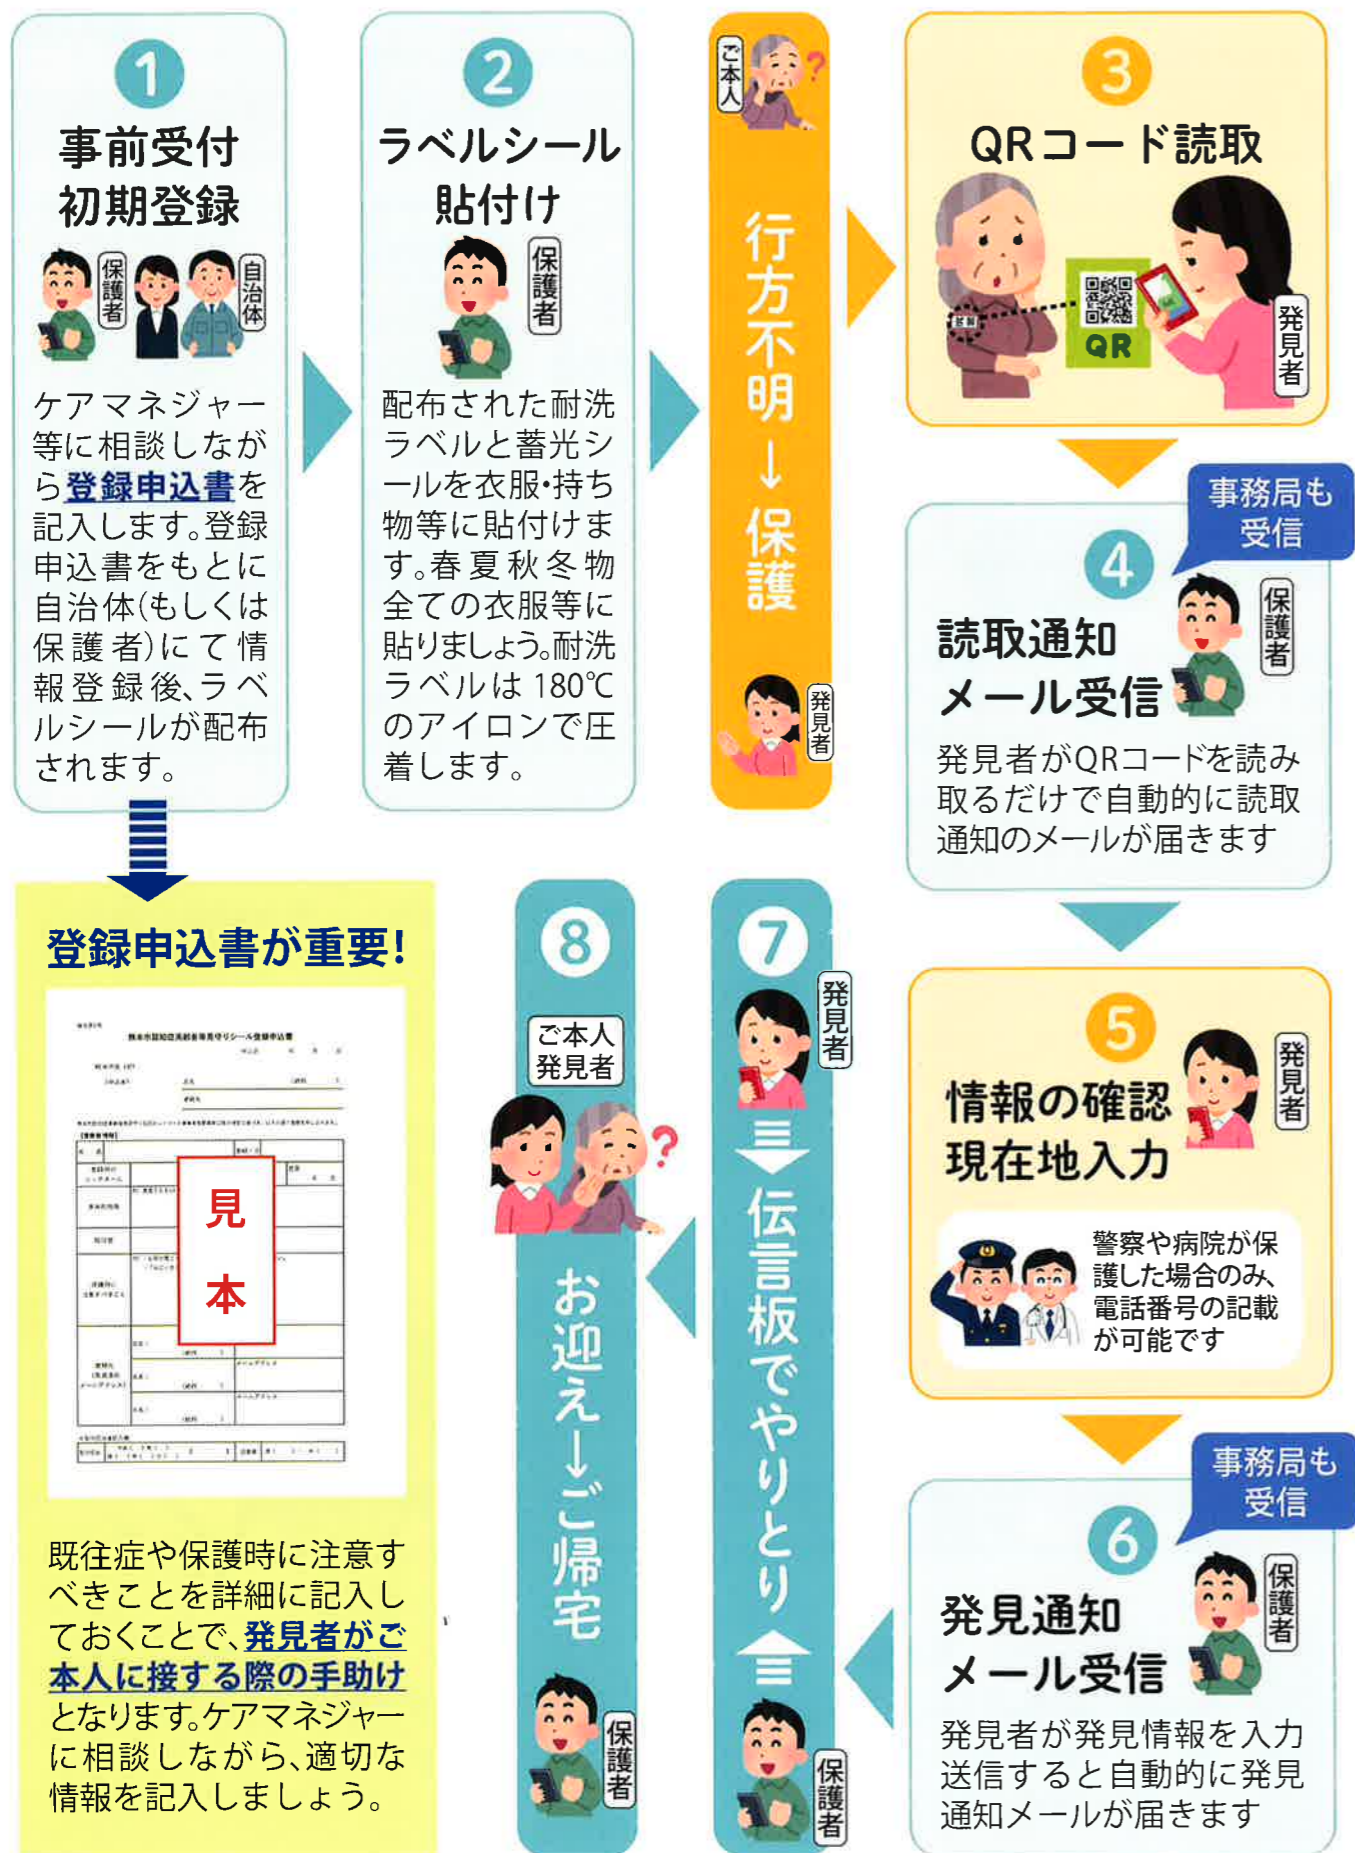 1
事前受付
初期登録
保護者
自治体
ケアマネジャー
等に相談しなが
ら登録申込書を
記入します。登録
申込書をもとに
自治体(もしくは
保護者)にて情
報登録後、ラベ
ルシールが配布
されます。
2
ラベルシール
貼付け
保護者
配布された耐洗
ラベルと蓄光シ
ールを衣服・持ち
物等に貼付けま
す。春夏秋冬物
全ての衣服等に
貼りましょう。耐洗
ラベルは180℃
のアイロンで圧
着します。
ご本人
?
行方不明→保護
発見者
3
QRコード読取
QR
発見者
事務局も
受信
4
読取通知
メール受信
保護者
発見者がQRコードを読み
取るだけで自動的に読取
通知のメールが届きます
5
情報の確認
現在地入力
発見者
警察や病院が保
護した場合のみ、
電話番号の記載
が可能です
事務局も
受信
6
発見通知
メール受信
保護者
発見者が発見情報を入力
送信すると自動的に発見
通知メールが届きます
7
発見者
伝言板でやりとり
保護者
8
ご本人
発見者
?
お迎え→ご帰宅
保護者
登録申込書が重要!
熊本市認知症高齢者等見守りシール登録申込書
見
本
既往症や保護時に注意す
べきことを詳細に記入し
ておくことで、発見者がご
本人に接する際の手助け
となります。ケアマネジャー
に相談しながら、適切な
情報を記入しましょう。